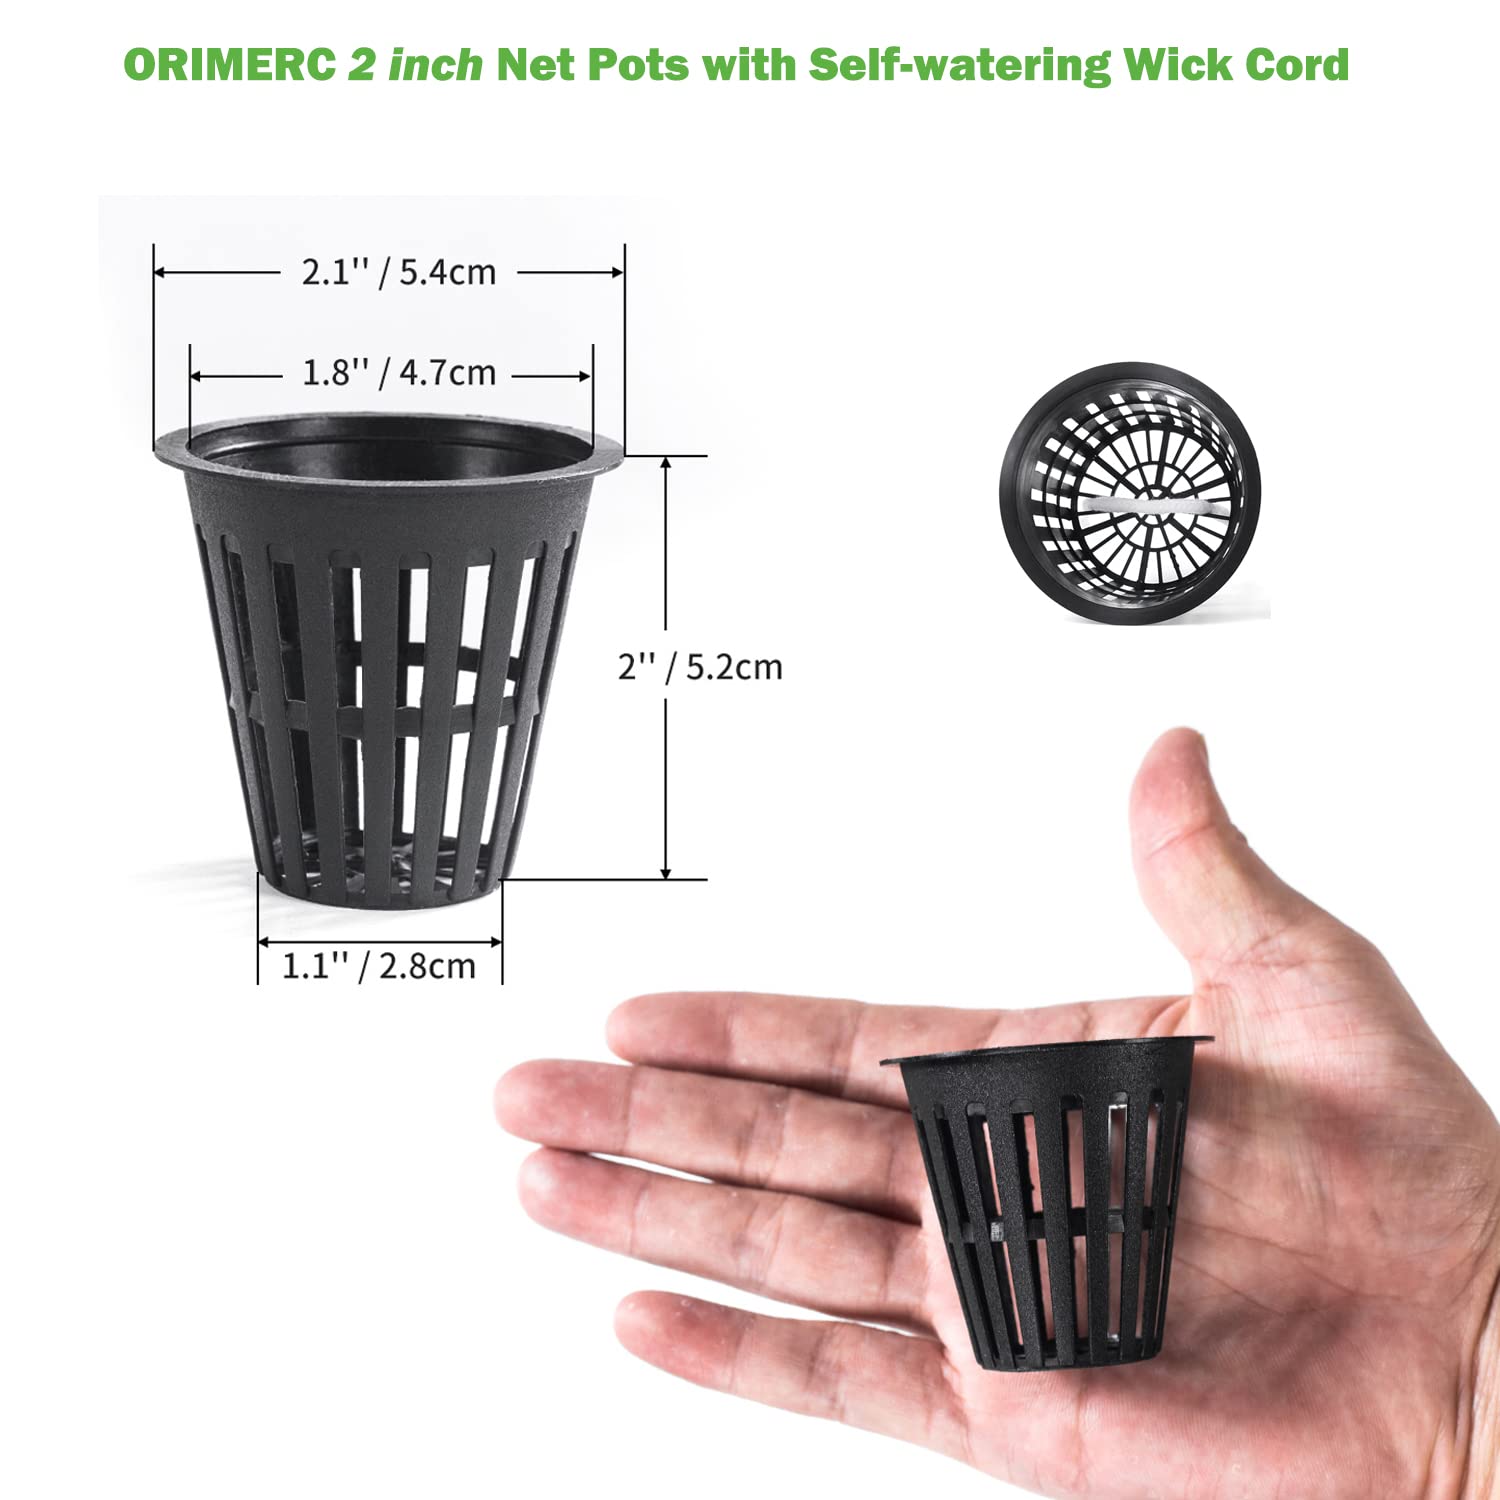 ORIMERC 2 inch Net Pots with Self-watering Wick Cord
2.1'' / 5.4cm
1.8'' / 4.7cm
2'' / 5.2cm
1.1'' / 2.8cm